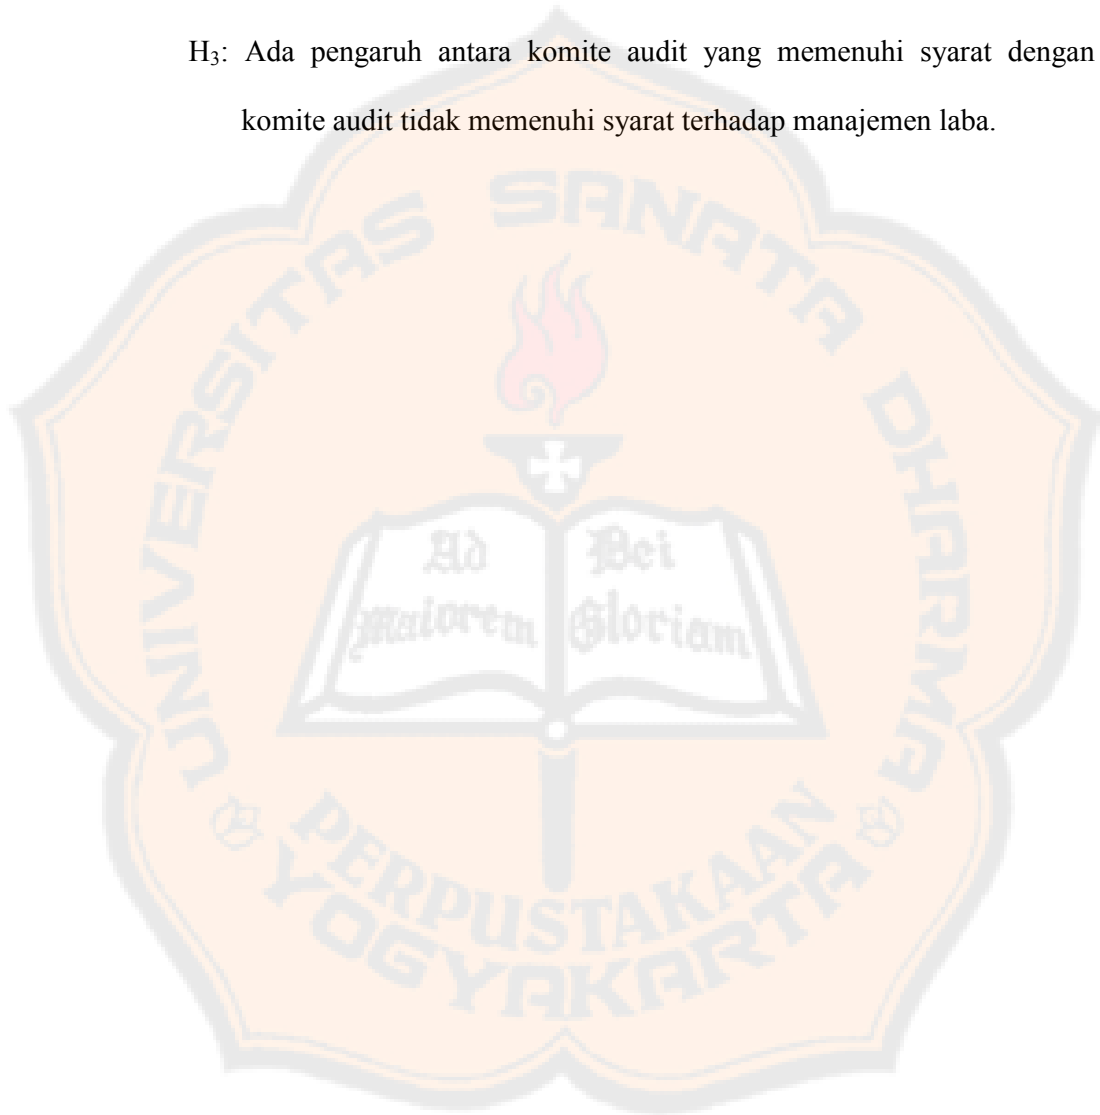 H₃: Ada pengaruh antara komite audit yang memenuhi syarat dengan
komite audit tidak memenuhi syarat terhadap manajemen laba.
UNIVERSITAS SANATA DHARMA
Ad
Maiorem
Dei
Gloriam
PERPUSTAKAAN
YOGYAKARTA